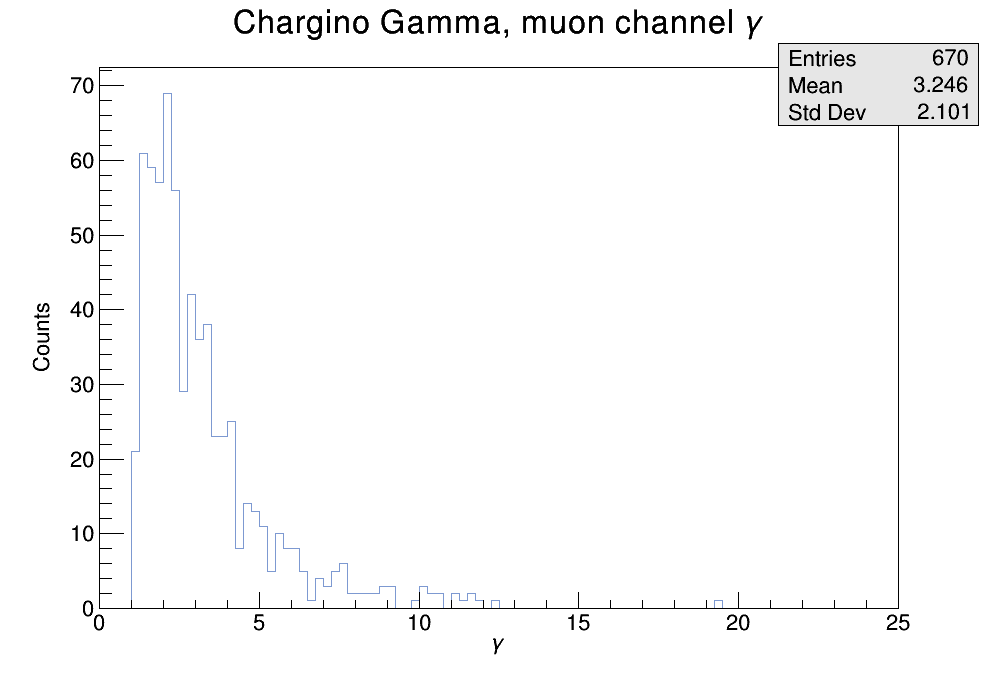 Chargino Gamma, muon channel γ
Entries 670
Mean 3.246
Std Dev 2.101
70
60
50
40
30
20
10
0
Counts
0 5 10 15 20 25
γ